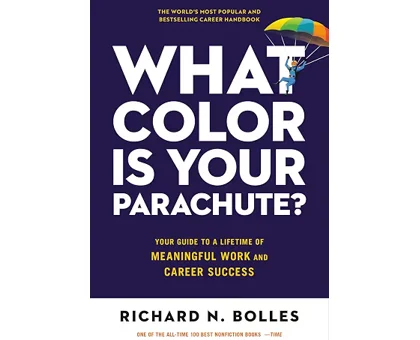 THE WORLD'S MOST POPULAR AND
BESTSELLING CAREER HANDBOOK
WHAT
COLOR
IS YOUR
PARACHUTE?
YOUR GUIDE TO A LIFETIME OF
MEANINGFUL WORK AND
CAREER SUCCESS
RICHARD N. BOLLES
ONE OF THE ALL-TIME 100 BEST NONFICTION BOOKS —TIME